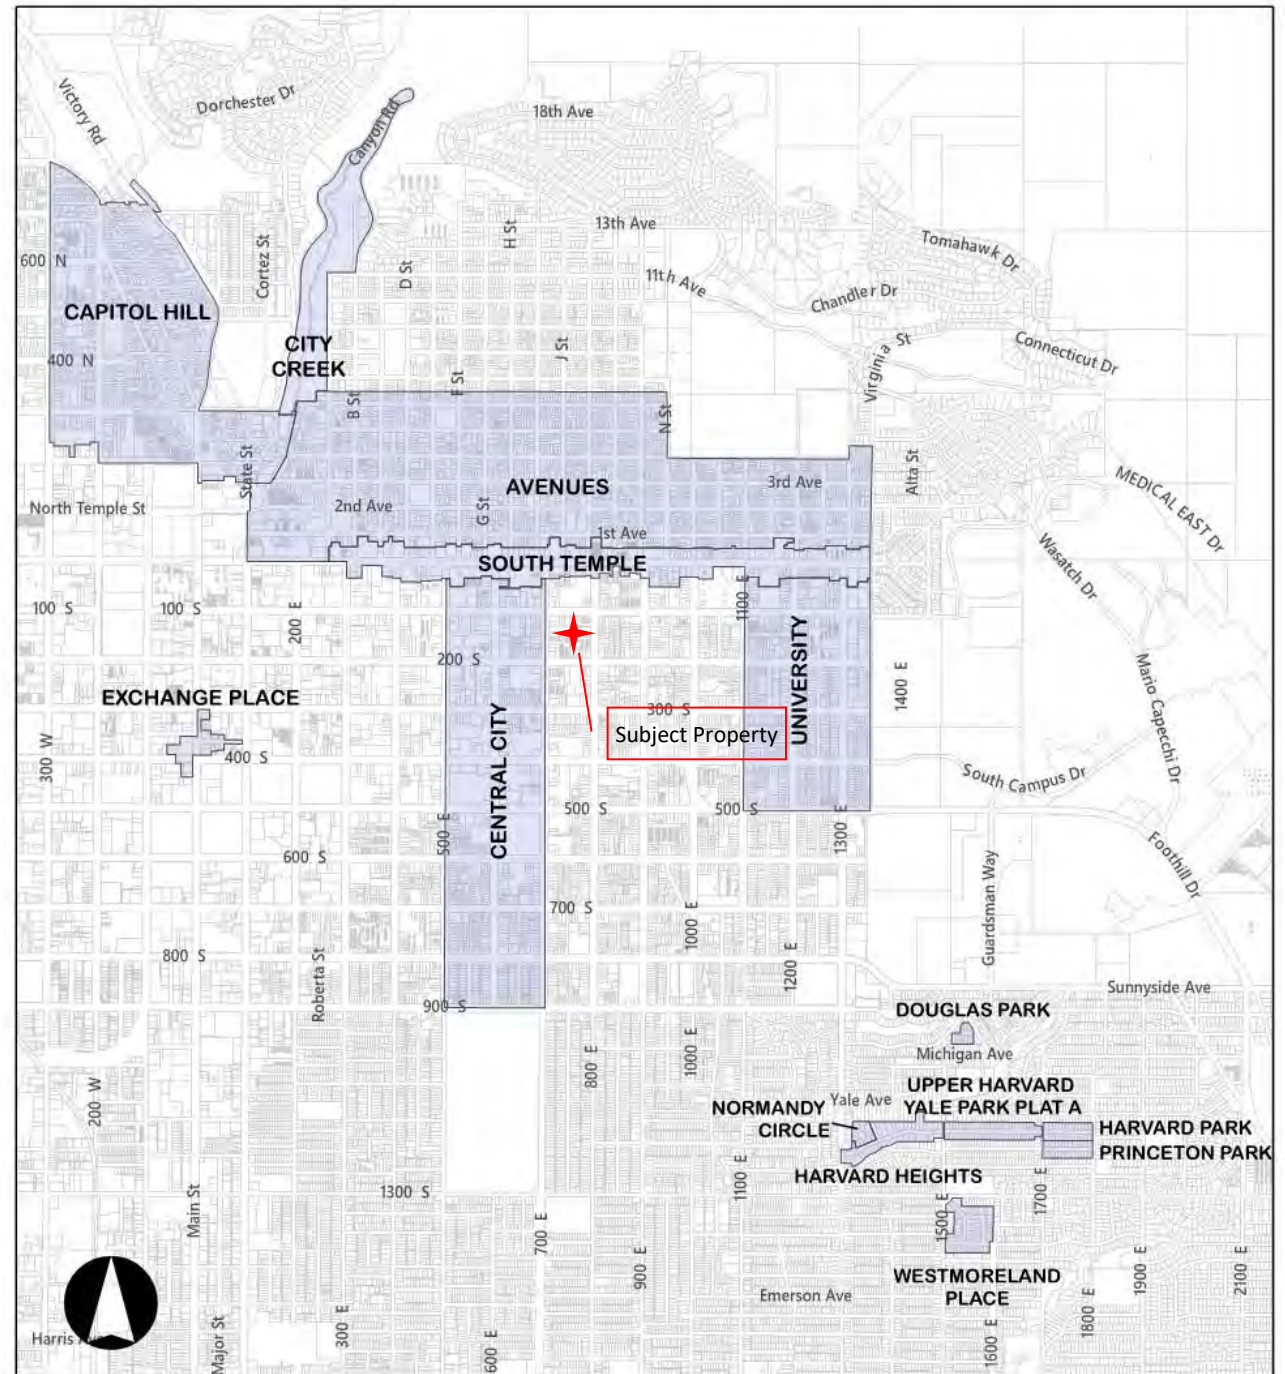 Victory Rd
Dorchester Dr
Canyon Rd
18th Ave
13th Ave
H St
Cortez St
D St
600 N
Tomahawk Dr
11th Ave
Chandler Dr
CAPITOL HILL
CITY
CREEK
J St
Virginia St
Connecticut Dr
400 N
F St
B St
N St
State St
Alta St
MEDICAL EAST Dr
AVENUES
3rd Ave
2nd Ave
G St
North Temple St
1st Ave
SOUTH TEMPLE
Wasatch Dr
100 S
100 S
200 E
1100 E
200 S
UNIVERSITY
1400 E
Mario Capecchi Dr
EXCHANGE PLACE
300 S
Subject Property
CENTRAL CITY
300 W
400 S
South Campus Dr
500 E
500 S
500 S
1300 E
600 S
Foothill Dr
Guardsman Way
700 S
1000 E
800 S
Roberta St
1200 E
Sunnyside Ave
900 S
DOUGLAS PARK
Michigan Ave
800 E
1000 E
200 W
UPPER HARVARD
YALE PARK PLAT A
Yale Ave
NORMANDY
CIRCLE
HARVARD PARK
PRINCETON PARK
HARVARD HEIGHTS
1100 E
1300 S
1700 E
Main St
1500 E
700 E
900 E
1900 E
2100 E
WESTMORELAND
PLACE
Emerson Ave
1800 E
300 E
Major St
600 E
1600 E
Harris